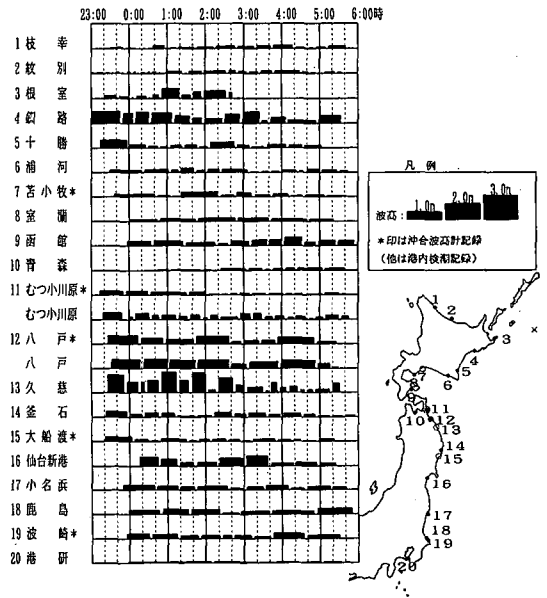 23:00 0:00 1:00 2:00 3:00 4:00 5:00 6:00時
1 枝幸
2 紋別
3 根室
4 釧路
5 十勝
6 浦河
7 苫小牧*
8 室蘭
9 函館
10 青森
11 むつ小川原*
むつ小川原
12 八戸*
八戸
13 久慈
14 釜石
15 大船渡*
16 仙台新港
17 小名浜
18 鹿島
19 波崎*
20 港研
凡例
1.0m 2.0m 3.0m
波高:
*印は沖合波高計記録
(他は港内検潮記録)
1
2
3
4
5
6
7
8
9
10
11
12
13
14
15
16
17
18
19
20
×